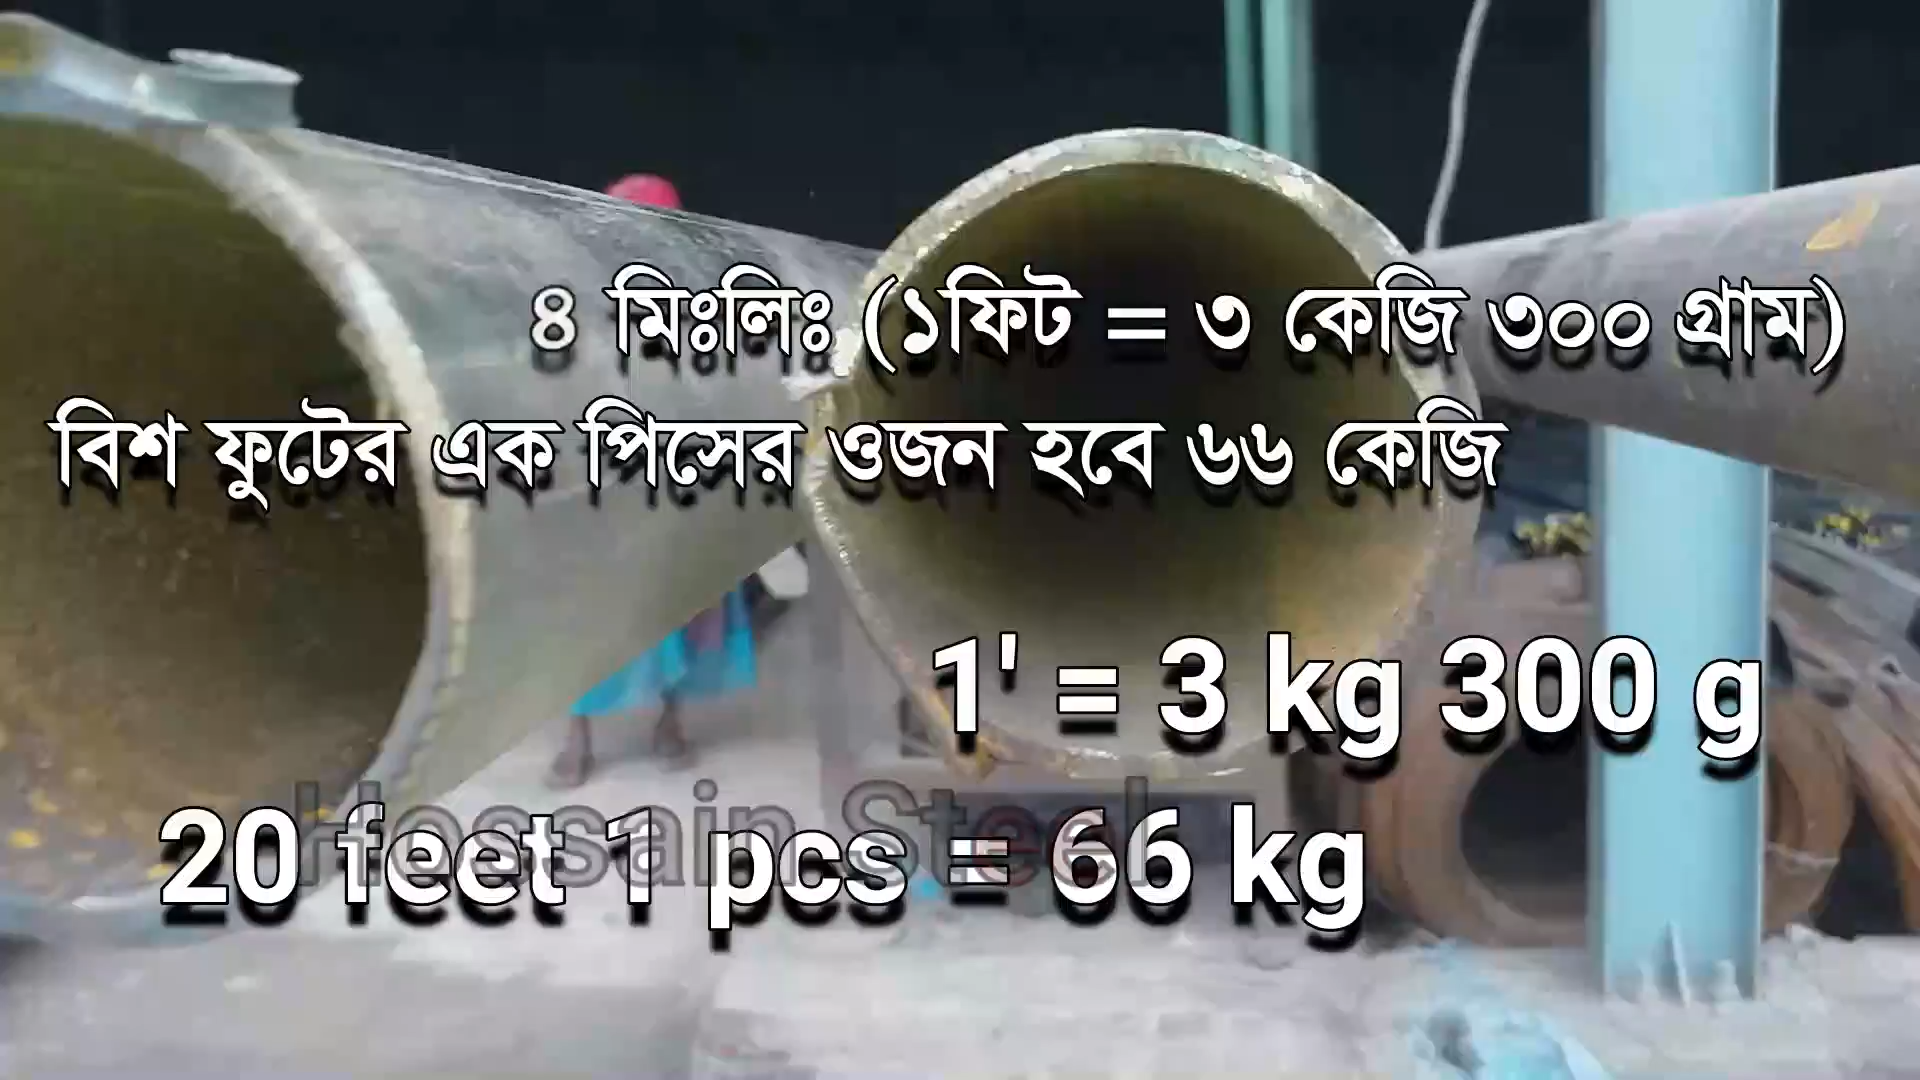 ৪ মিঃলিঃ (১ফিট = ৩ কেজি ৩০০ গ্রাম)
বিশ ফুটের এক পিসের ওজন হবে ৬৬ কেজি
1' = 3 kg 300 g
Hossain Steel
20 feet 1 pcs = 66 kg